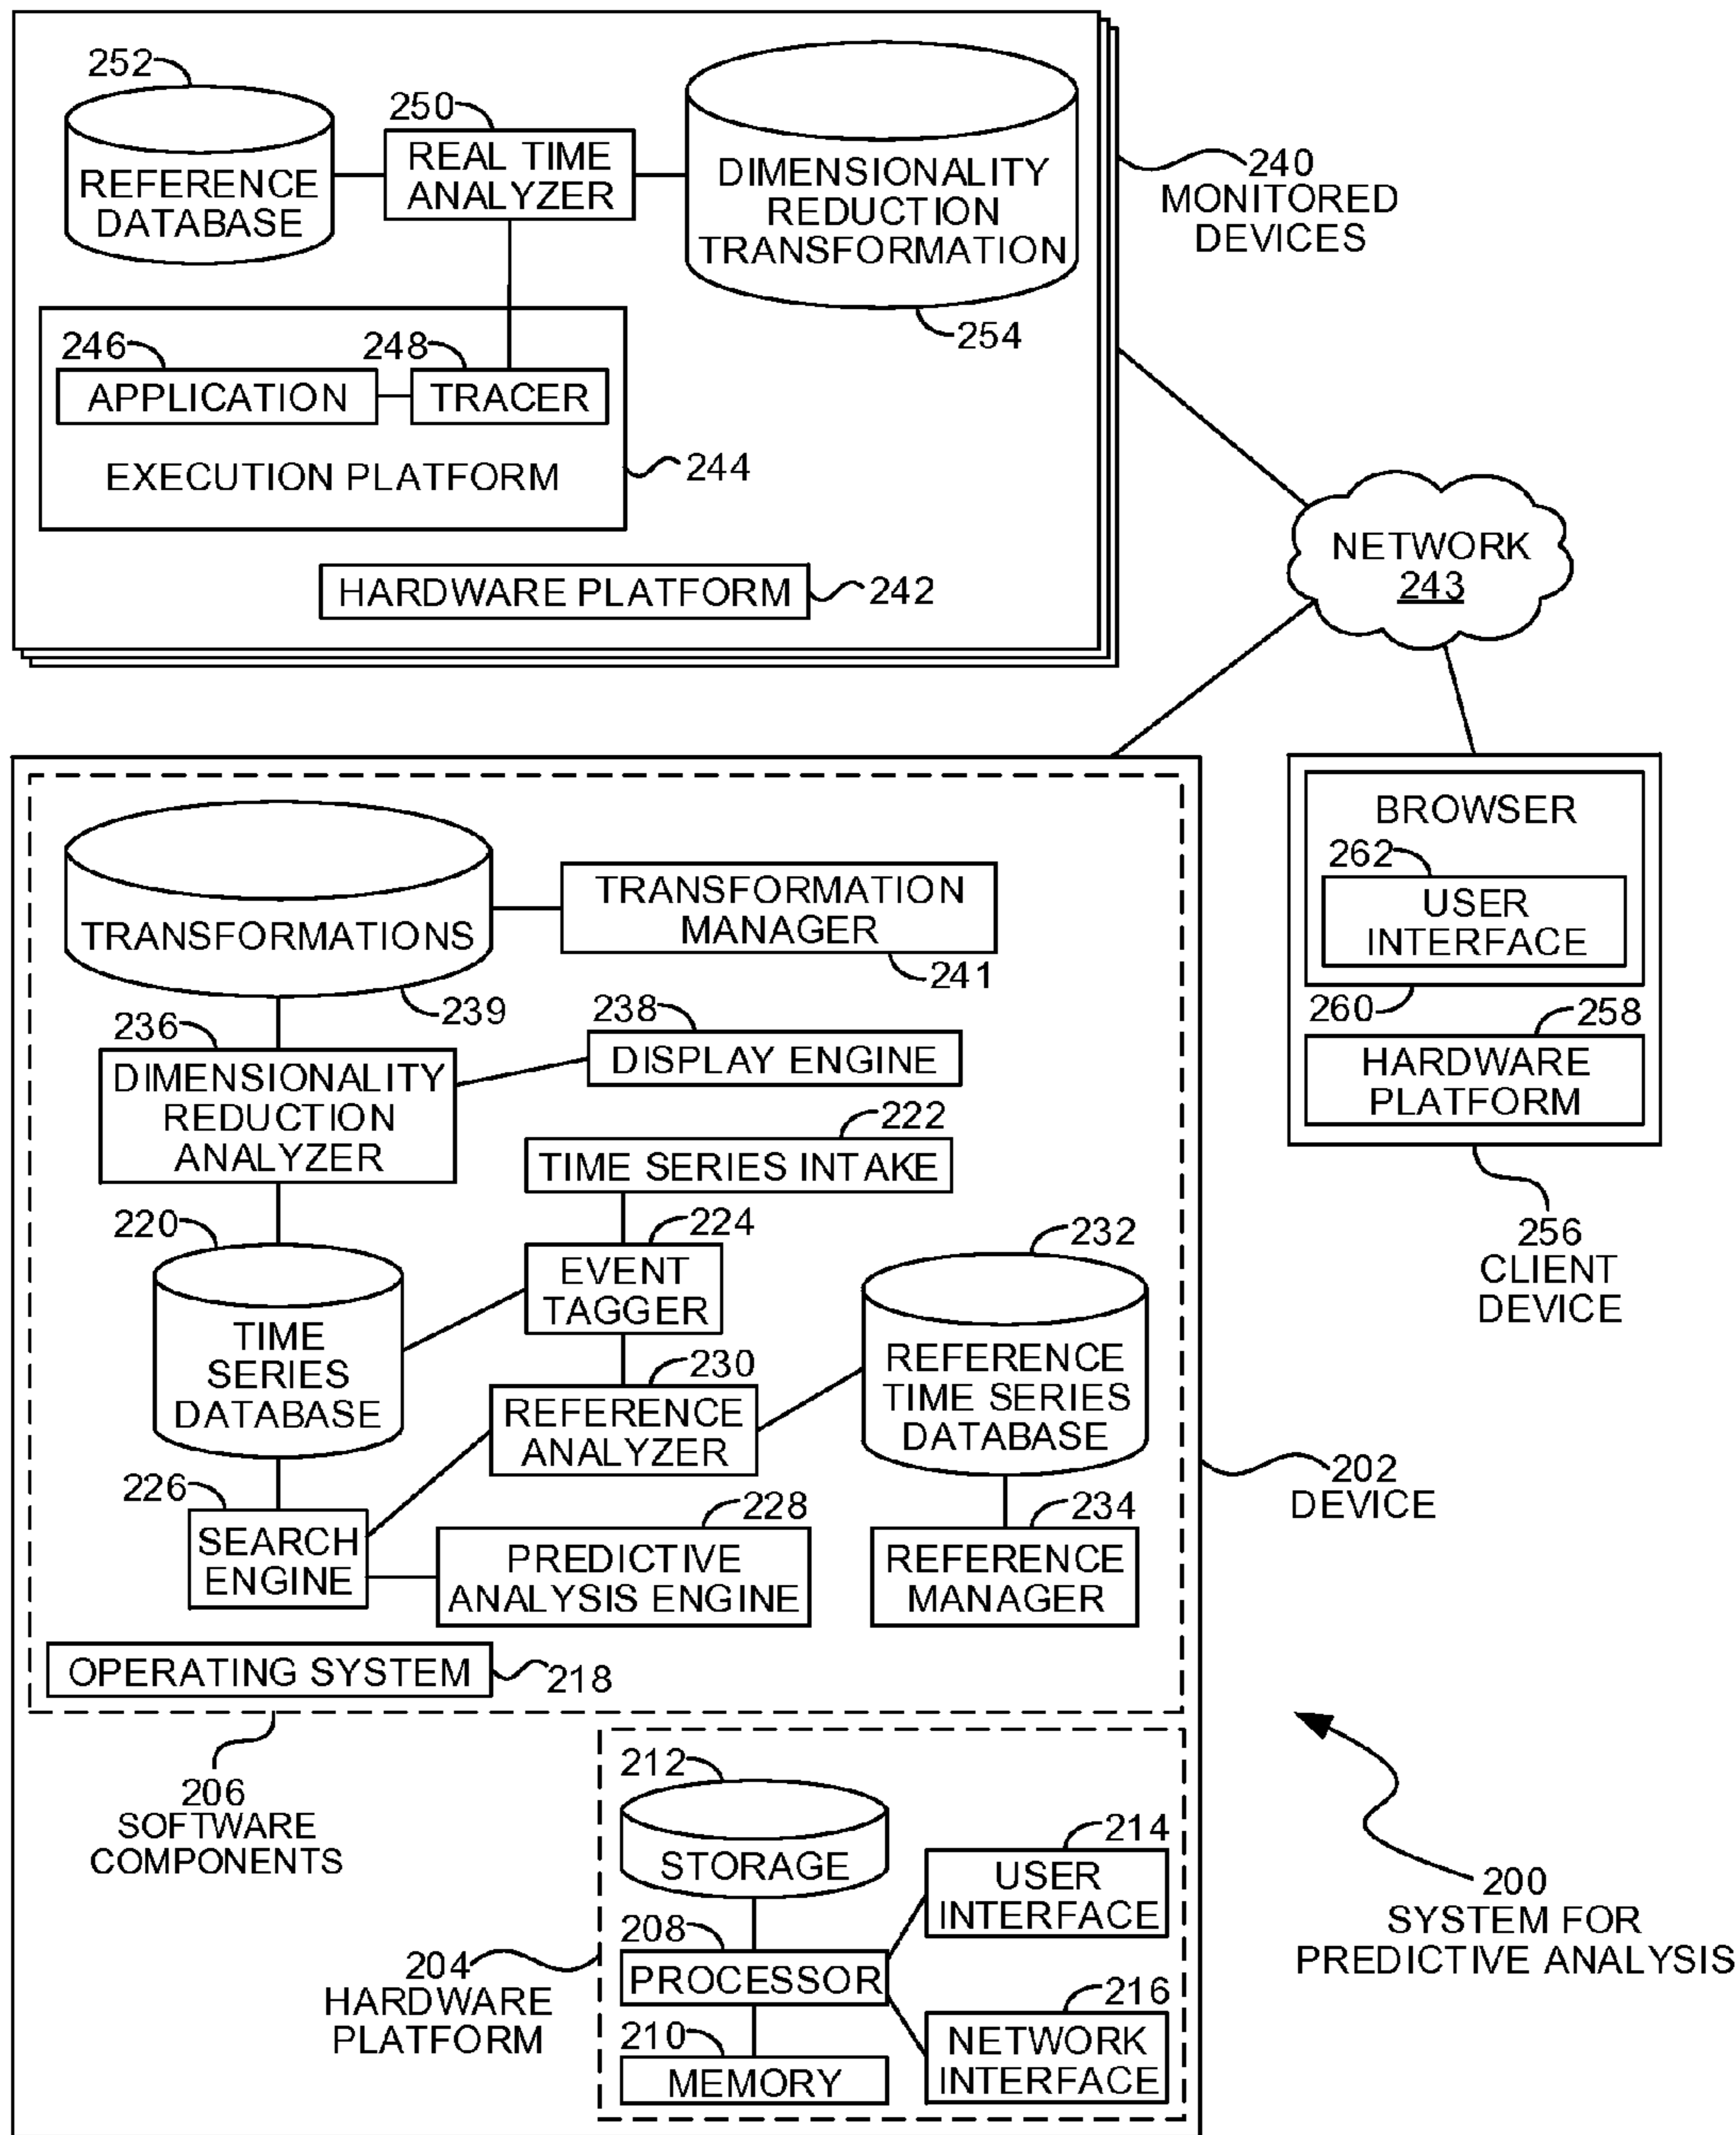 252
REFERENCE
DATABASE
250
REAL TIME
ANALYZER
DIMENSIONALITY
REDUCTION
TRANSFORMATION
254
240
MONITORED
DEVICES
246
APPLICATION
248
TRACER
EXECUTION PLATFORM
244
HARDWARE PLATFORM
242
NETWORK
243
TRANSFORMATIONS
239
TRANSFORMATION
MANAGER
241
236
DIMENSIONALITY
REDUCTION
ANALYZER
238
DISPLAY ENGINE
222
TIME SERIES INTAKE
220
TIME
SERIES
DATABASE
224
EVENT
TAGGER
232
REFERENCE
TIME SERIES
DATABASE
230
REFERENCE
ANALYZER
226
SEARCH
ENGINE
228
PREDICTIVE
ANALYSIS ENGINE
234
REFERENCE
MANAGER
OPERATING SYSTEM
218
BROWSER
262
USER
INTERFACE
260
258
HARDWARE
PLATFORM
256
CLIENT
DEVICE
202
DEVICE
206
SOFTWARE
COMPONENTS
212
STORAGE
214
USER
INTERFACE
208
PROCESSOR
204
HARDWARE
PLATFORM
216
NETWORK
INTERFACE
210
MEMORY
200
SYSTEM FOR
PREDICTIVE ANALYSIS